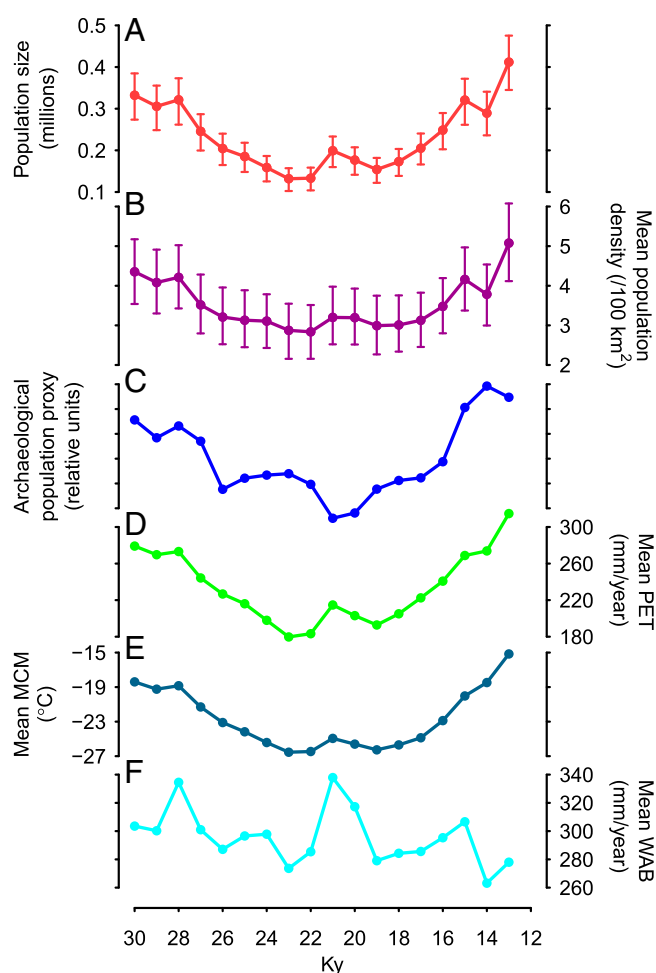 A
Population size
(millions)
0.5
0.4
0.3
0.2
0.1
B
Mean population
density (/100 km²)
6
5
4
3
2
C
Archaeological
population proxy
(relative units)
D
Mean PET
(mm/year)
300
260
220
180
E
Mean MCM
(°C)
−15
−19
−23
−27
F
Mean WAB
(mm/year)
340
320
300
280
260
30 28 26 24 22 20 18 16 14 12
Ky